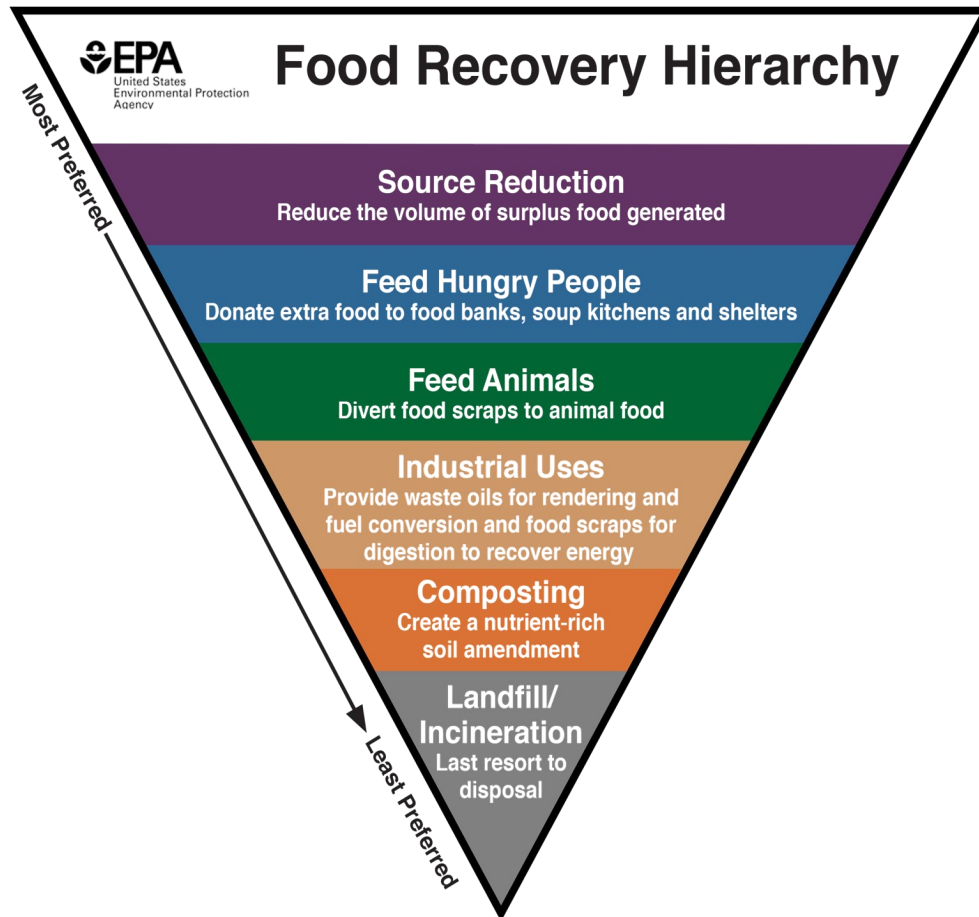 EPA
United States
Environmental Protection
Agency
Food Recovery Hierarchy
Most Preferred
Source Reduction
Reduce the volume of surplus food generated
Feed Hungry People
Donate extra food to food banks, soup kitchens and shelters
Feed Animals
Divert food scraps to animal food
Industrial Uses
Provide waste oils for rendering and
fuel conversion and food scraps for
digestion to recover energy
Composting
Create a nutrient-rich
soil amendment
Landfill/
Incineration
Last resort to
disposal
Least Preferred